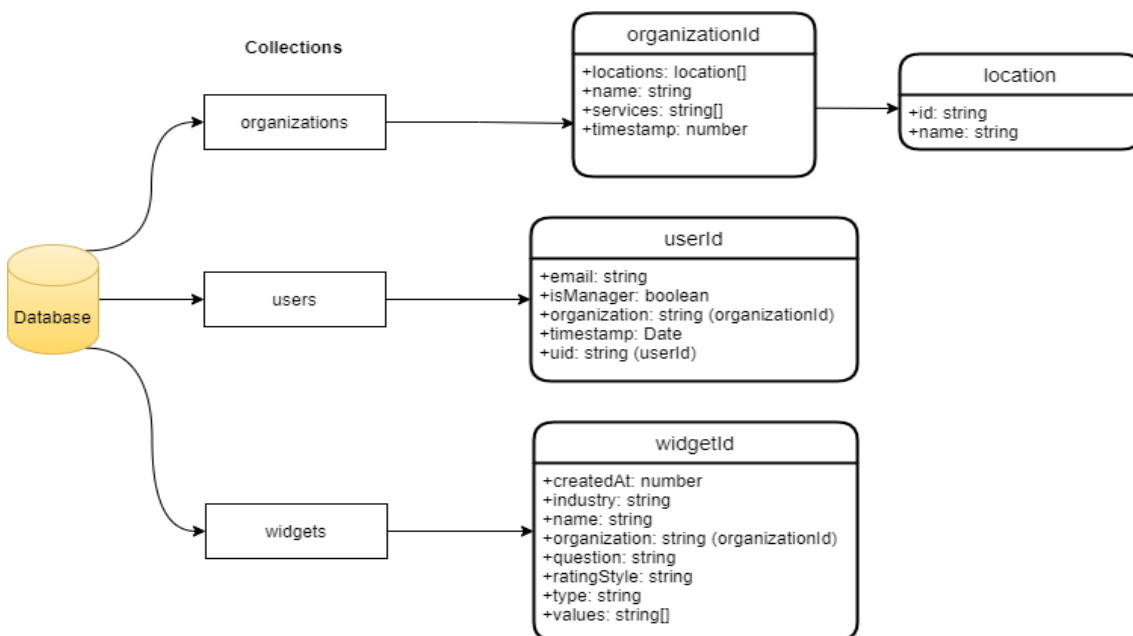 Collections
Database
organizations
organizationId
+locations: location[]
+name: string
+services: string[]
+timestamp: number
location
+id: string
+name: string
users
userId
+email: string
+isManager: boolean
+organization: string (organizationId)
+timestamp: Date
+uid: string (userId)
widgets
widgetId
+createdAt: number
+industry: string
+name: string
+organization: string (organizationId)
+question: string
+ratingStyle: string
+type: string
+values: string[]